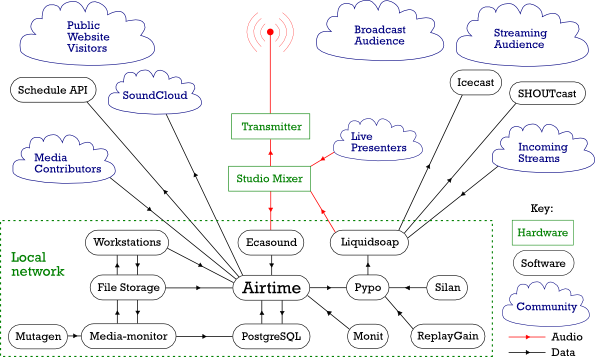 Public
Website
Visitors
Broadcast
Audience
Streaming
Audience
Schedule API
SoundCloud
Icecast
SHOUTcast
Transmitter
Live
Presenters
Media
Contributors
Studio Mixer
Incoming
Streams
Key:
Hardware
Software
Community
Audio
Data
Local
network
Workstations
Ecasound
Liquidsoap
File Storage
Airtime
Pypo
Silan
Mutagen
Media-monitor
PostgreSQL
Monit
ReplayGain